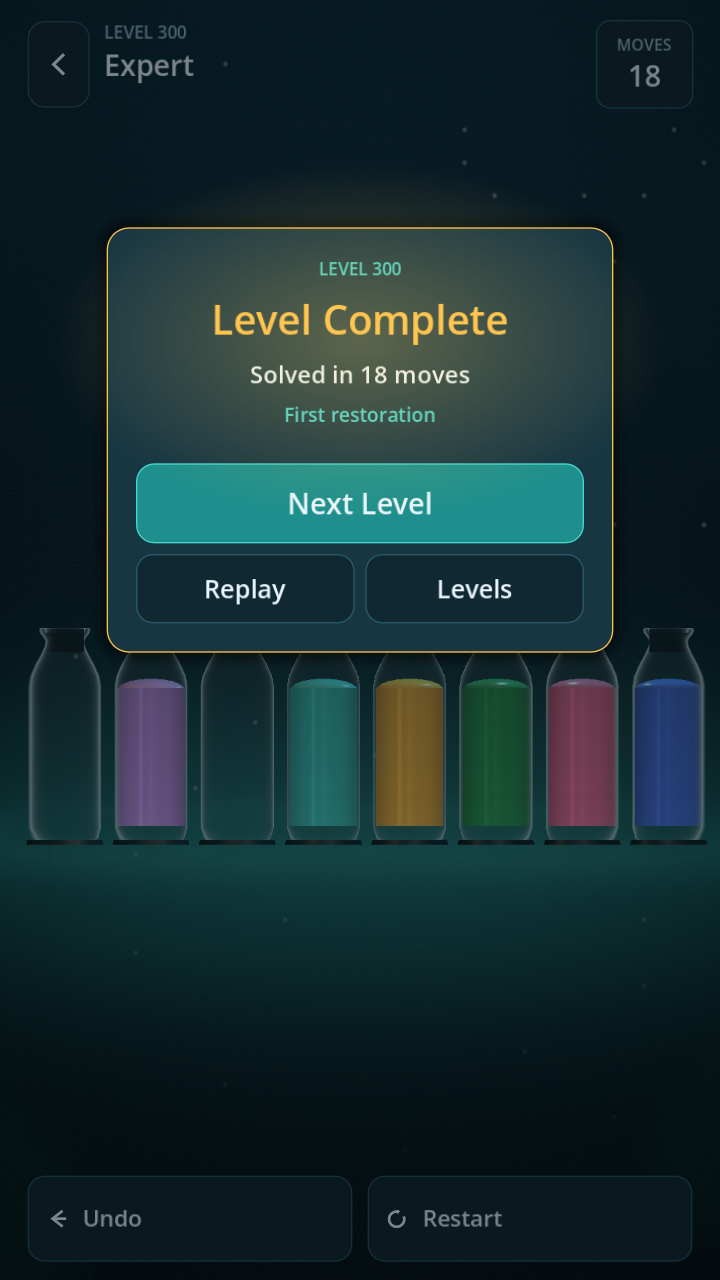 LEVEL 300
Expert
MOVES
18
LEVEL 300
Level Complete
Solved in 18 moves
First restoration
Next Level
Replay
Levels
Undo
Restart